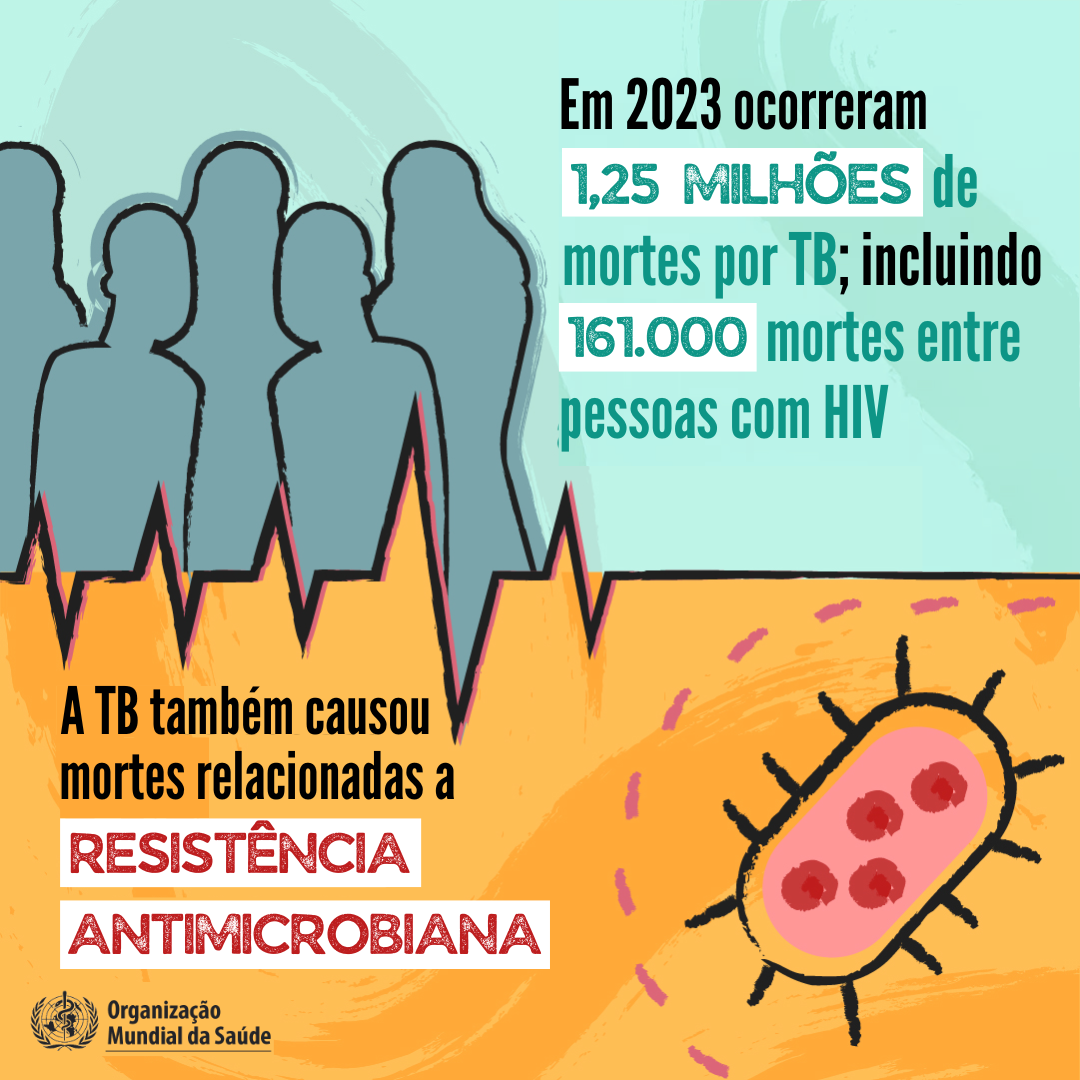 Em 2023 ocorreram
1,25 MILHÕES de
mortes por TB; incluindo
161.000 mortes entre
pessoas com HIV
A TB também causou
mortes relacionadas a
RESISTÊNCIA
ANTIMICROBIANA
Organização
Mundial da Saúde